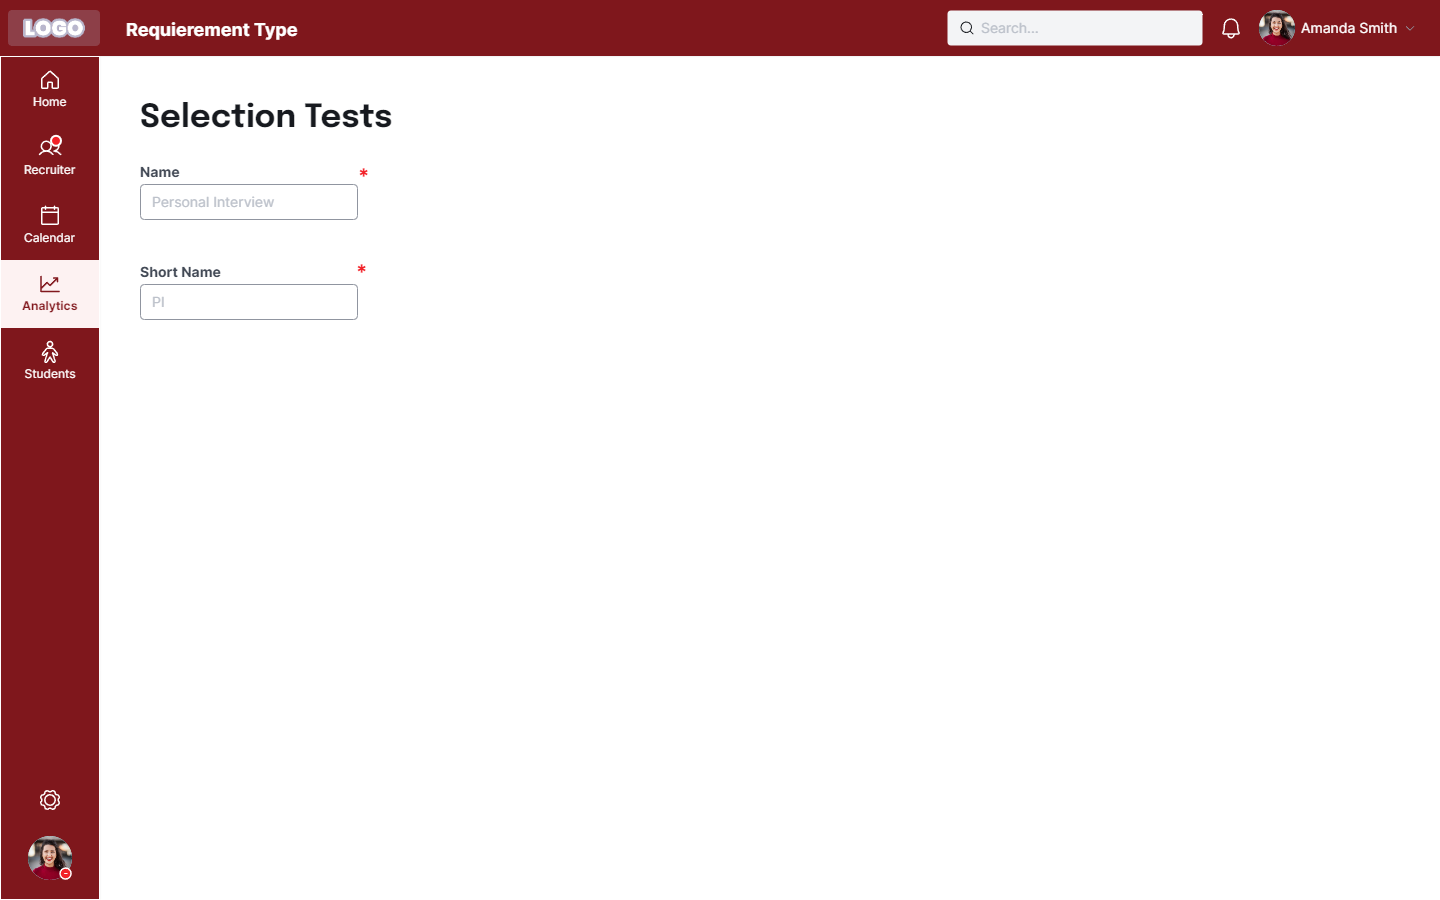 LOGO
Requierement Type
Search...
Amanda Smith
Home
Recruiter
Calendar
Analytics
Students
Selection Tests
Name *
Personal Interview
Short Name *
PI